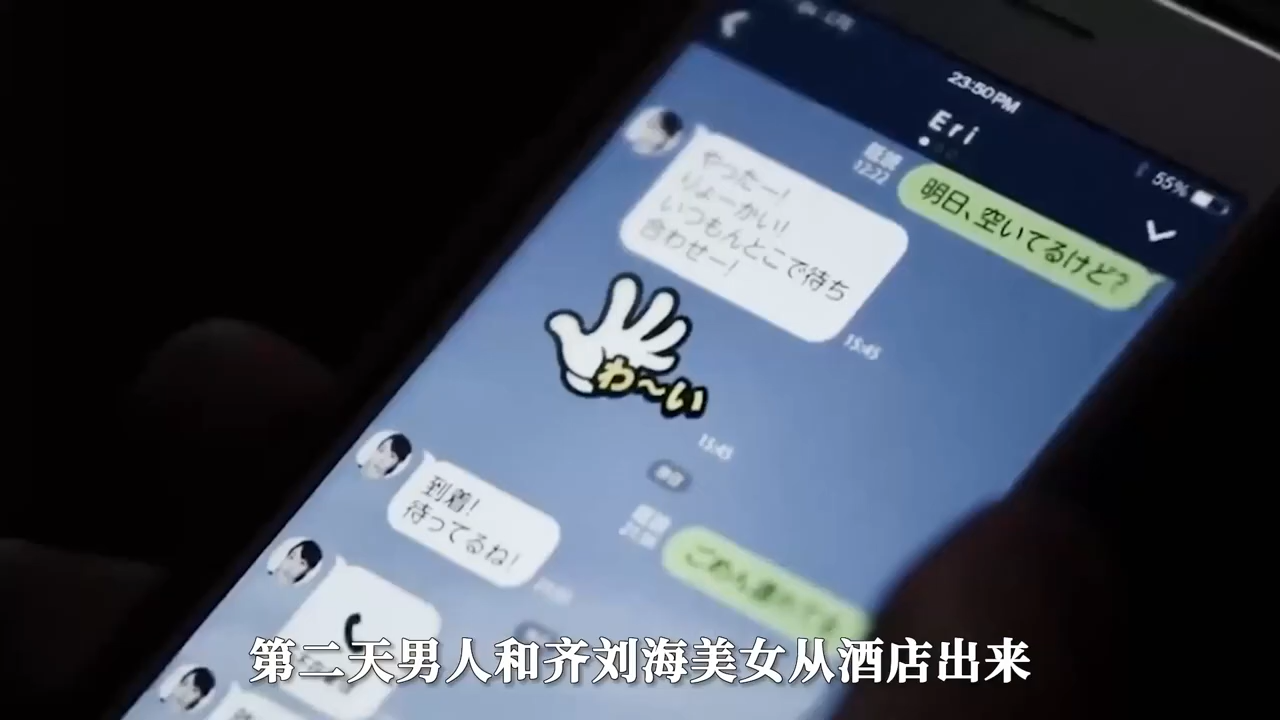 23:50PM
Eri
55%
既読
12:22
明日、空いてるけど?
やったー!
りょーかい!
いつもんとこで待ち
合わせー!
15:45
わ~い
15:45
到着!
待ってるね!
第二天男人和齐刘海美女从酒店出来